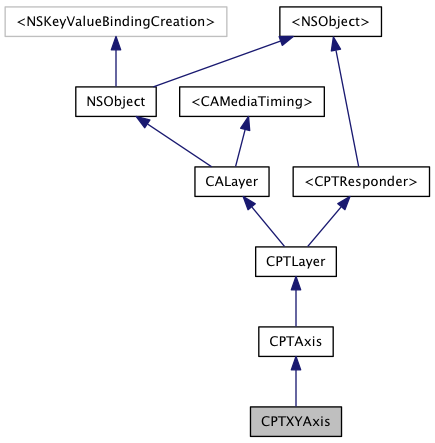 <NSKeyValueBindingCreation>
<NSObject>
NSObject
<CAMediaTiming>
CALayer
<CPTResponder>
CPTLayer
CPTAxis
CPTXYAxis